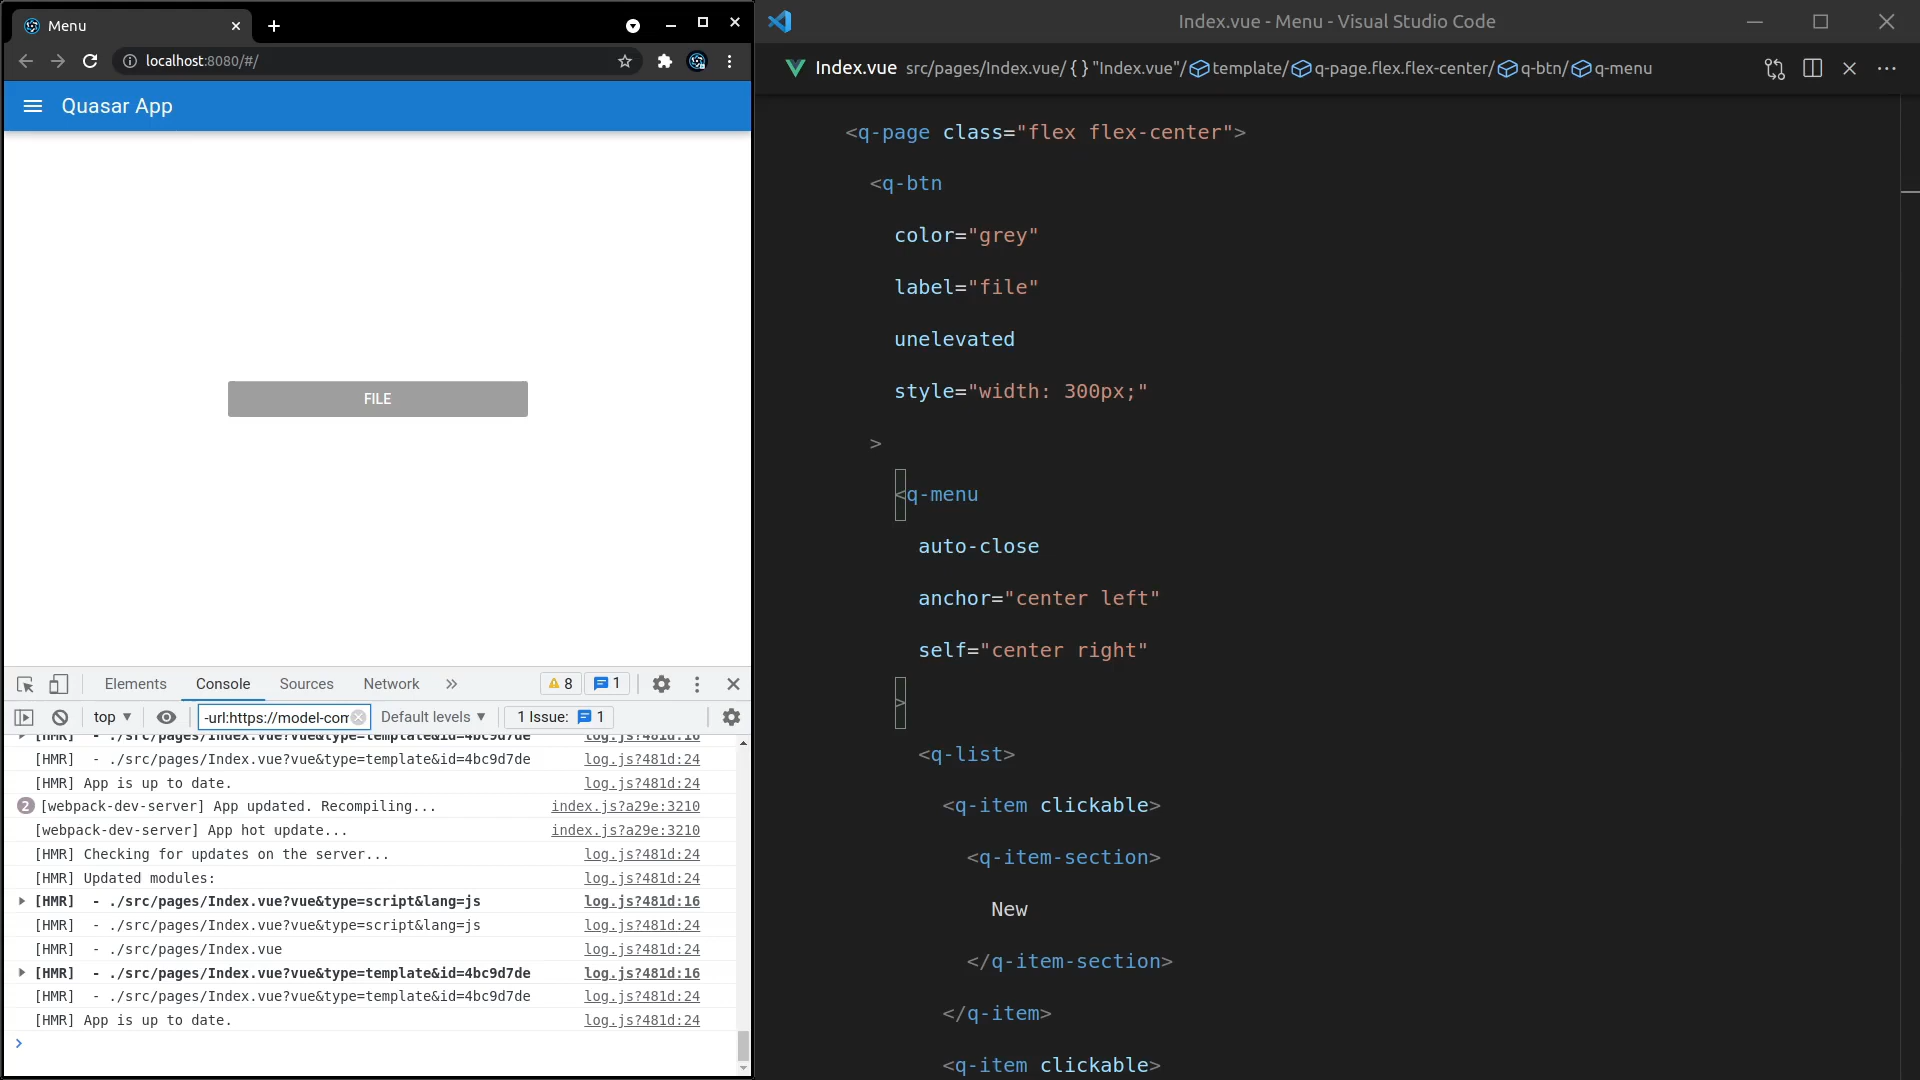 Menu
localhost:8080/#/
Quasar App
FILE
Elements Console Sources Network 8 1
top -url:https://model-com Default levels 1 Issue: 1
[HMR]  - ./src/pages/Index.vue?vue&type=template&id=4bc9d7de log.js?481d:16
[HMR]  - ./src/pages/Index.vue?vue&type=template&id=4bc9d7de log.js?481d:24
[HMR] App is up to date. log.js?481d:24
2 [webpack-dev-server] App updated. Recompiling... index.js?a29e:3210
[webpack-dev-server] App hot update... index.js?a29e:3210
[HMR] Checking for updates on the server... log.js?481d:24
[HMR] Updated modules: log.js?481d:24
[HMR]  - ./src/pages/Index.vue?vue&type=script&lang=js log.js?481d:16
[HMR]  - ./src/pages/Index.vue?vue&type=script&lang=js log.js?481d:24
[HMR]  - ./src/pages/Index.vue log.js?481d:24
[HMR]  - ./src/pages/Index.vue?vue&type=template&id=4bc9d7de log.js?481d:16
[HMR]  - ./src/pages/Index.vue?vue&type=template&id=4bc9d7de log.js?481d:24
[HMR] App is up to date. log.js?481d:24
Index.vue - Menu - Visual Studio Code
Index.vue src/pages/Index.vue/ {} "Index.vue"/ template/ q-page.flex.flex-center/ q-btn/ q-menu
<q-page class="flex flex-center">
<q-btn
color="grey"
label="file"
unelevated
style="width: 300px;"
>
<q-menu
auto-close
anchor="center left"
self="center right"
>
<q-list>
<q-item clickable>
<q-item-section>
New
</q-item-section>
</q-item>
<q-item clickable>